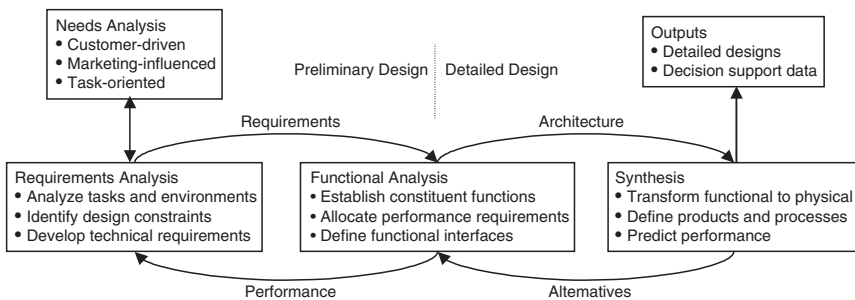 Needs Analysis
• Customer-driven
• Marketing-influenced
• Task-oriented
Preliminary Design
Detailed Design
Outputs
• Detailed designs
• Decision support data
Requirements
Architecture
Requirements Analysis
• Analyze tasks and environments
• Identify design constraints
• Develop technical requirements
Functional Analysis
• Establish constituent functions
• Allocate performance requirements
• Define functional interfaces
Synthesis
• Transform functional to physical
• Define products and processes
• Predict performance
Performance
Alternatives